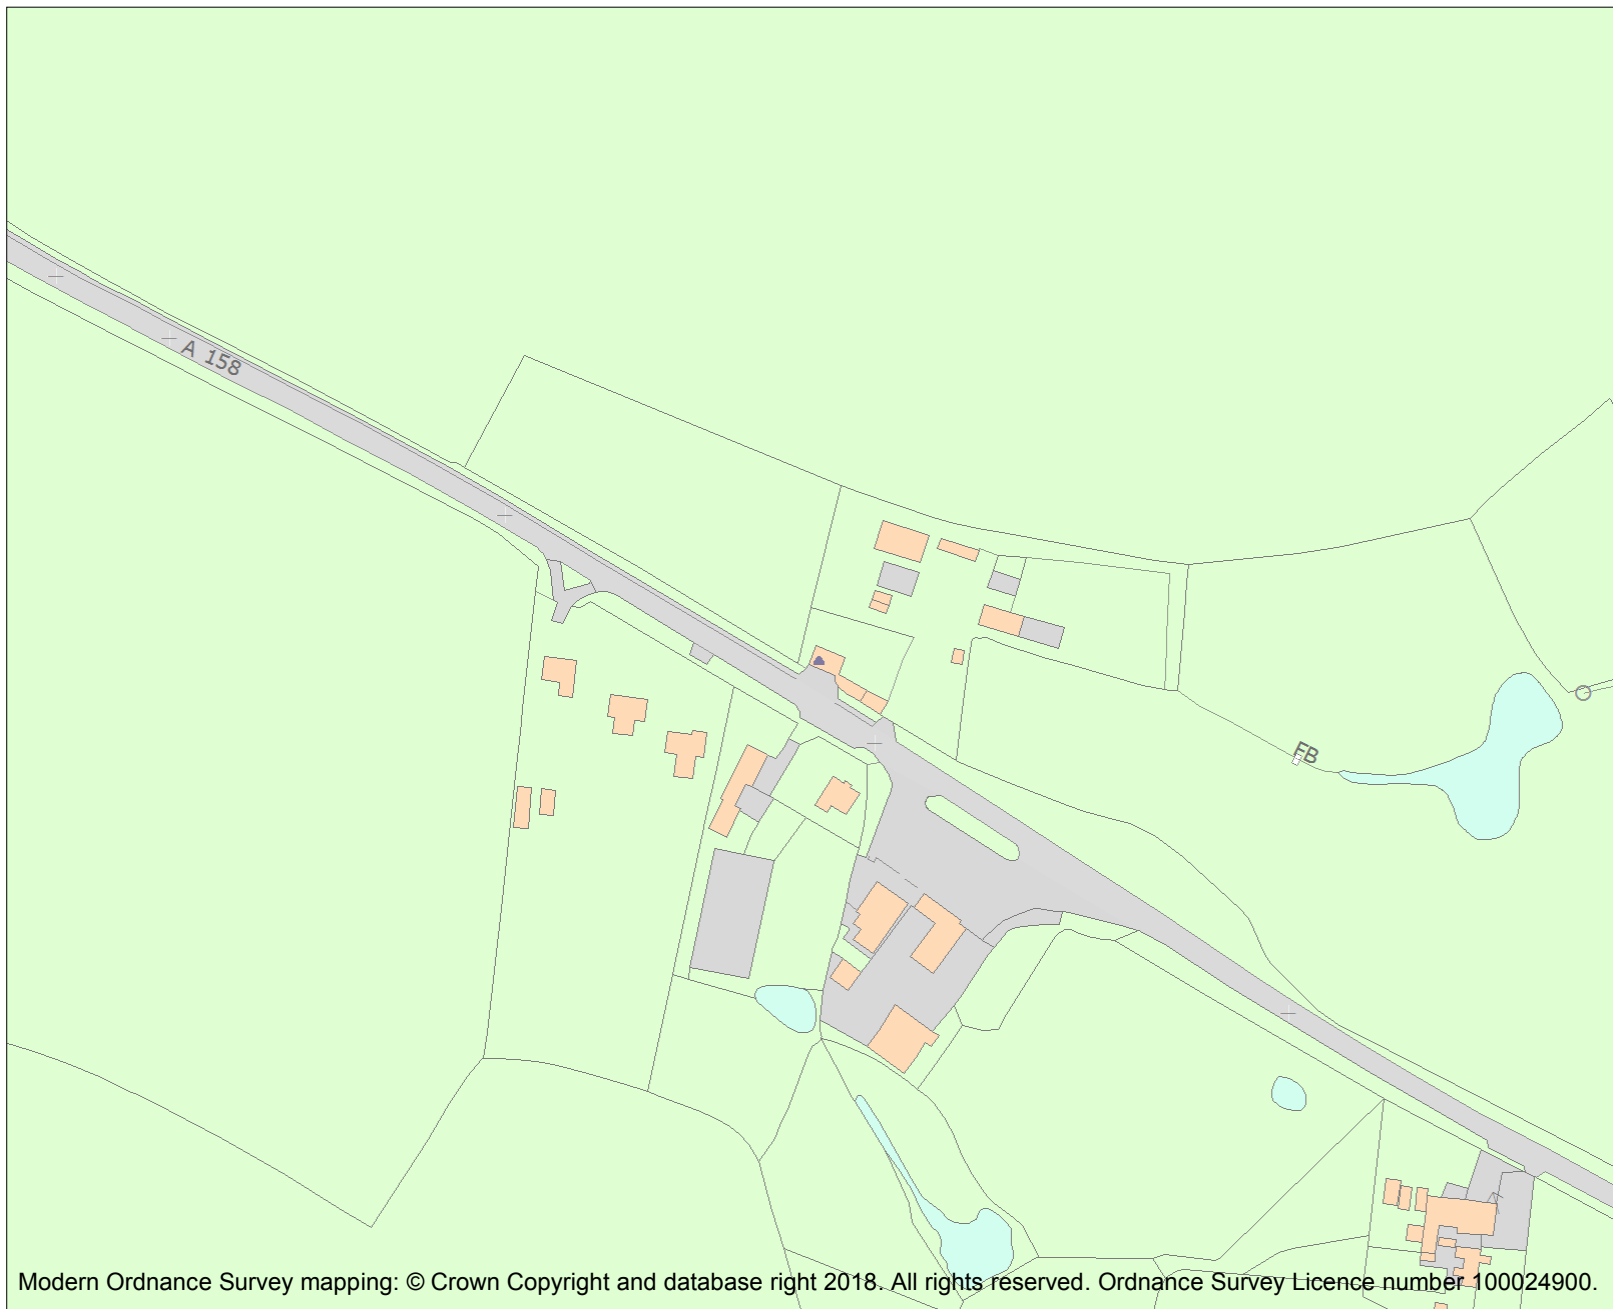 A 158
FB
Modern Ordnance Survey mapping: © Crown Copyright and database right 2018. All rights reserved. Ordnance Survey Licence number 100024900.